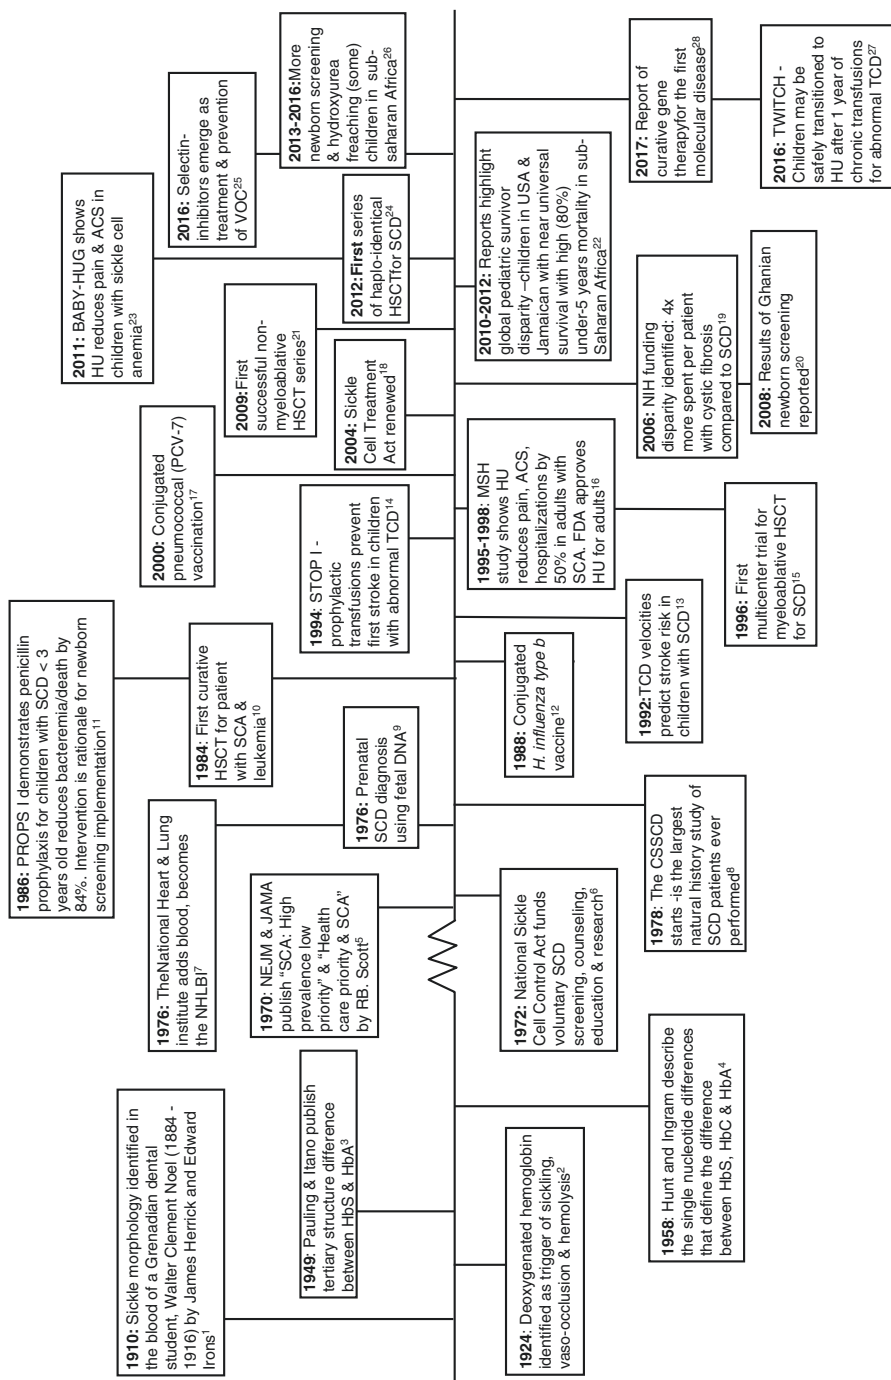 1910: Sickle morphology identified in
the blood of a Grenadian dental
student, Walter Clement Noel (1884 -
1916) by James Herrick and Edward
Irons1
1949: Pauling & Itano publish
tertiary structure difference
between HbS & HbA3
1924: Deoxygenated hemoglobin
identified as trigger of sickling,
vaso-occlusion & hemolysis2
1958: Hunt and Ingram describe
the single nucleotide differences
that define the difference
between HbS, HbC & HbA4
1976: TheNational Heart & Lung
institute adds blood, becomes
the NHLBI7
1970: NEJM & JAMA
publish “SCA: High
prevalence low
priority” & “Health
care priority & SCA”
by RB. Scott5
1972: National Sickle
Cell Control Act funds
voluntary SCD
screening, counseling,
education & research6
1978: The CSSCD
starts -is the largest
natural history study of
SCD patients ever
performed8
1986: PROPS I demonstrates penicillin
prophylaxis for children with SCD < 3
years old reduces bacteremia/death by
84%. Intervention is rationale for newborn
screening implementation11
1984: First curative
HSCT for patient
with SCA &
leukemia10
1976: Prenatal
SCD diagnosis
using fetal DNA9
1988: Conjugated
H. influenza type b
vaccine12
1992:TCD velocities
predict stroke risk in
children with SCD13
2000: Conjugated
pneumococcal (PCV-7)
vaccination17
1994: STOP I -
prophylactic
transfusions prevent
first stroke in children
with abnormal TCD14
1995-1998: MSH
study shows HU
reduces pain, ACS,
hospitalizations by
50% in adults with
SCA. FDA approves
HU for adults16
1996: First
multicenter trial for
myeloablative HSCT
for SCD15
2011: BABY-HUG shows
HU reduces pain & ACS in
children with sickle cell
anemia23
2009:First
successful non-
myeloablative
HSCT series21
2004: Sickle
Cell Treatment
Act renewed18
2006: NIH funding
disparity identified: 4x
more spent per patient
with cystic fibrosis
compared to SCD19
2008: Results of Ghanian
newborn screening
reported20
2016: Selectin-
inhibitors emerge as
treatment & prevention
of VOC25
2012:First series
of haplo-identical
HSCTfor SCD24
2010-2012: Reports highlight
global pediatric survivor
disparity –children in USA &
Jamaican with near universal
survival with high (80%)
under-5 years mortality in sub-
Saharan Africa22
2013-2016:More
newborn screening
& hydroxyurea
freaching (some)
children in sub-
saharan Africa26
2017: Report of
curative gene
therapyfor the first
molecular disease28
2016: TWITCH -
Children may be
safely transitioned to
HU after 1 year of
chronic transfusions
for abnormal TCD27